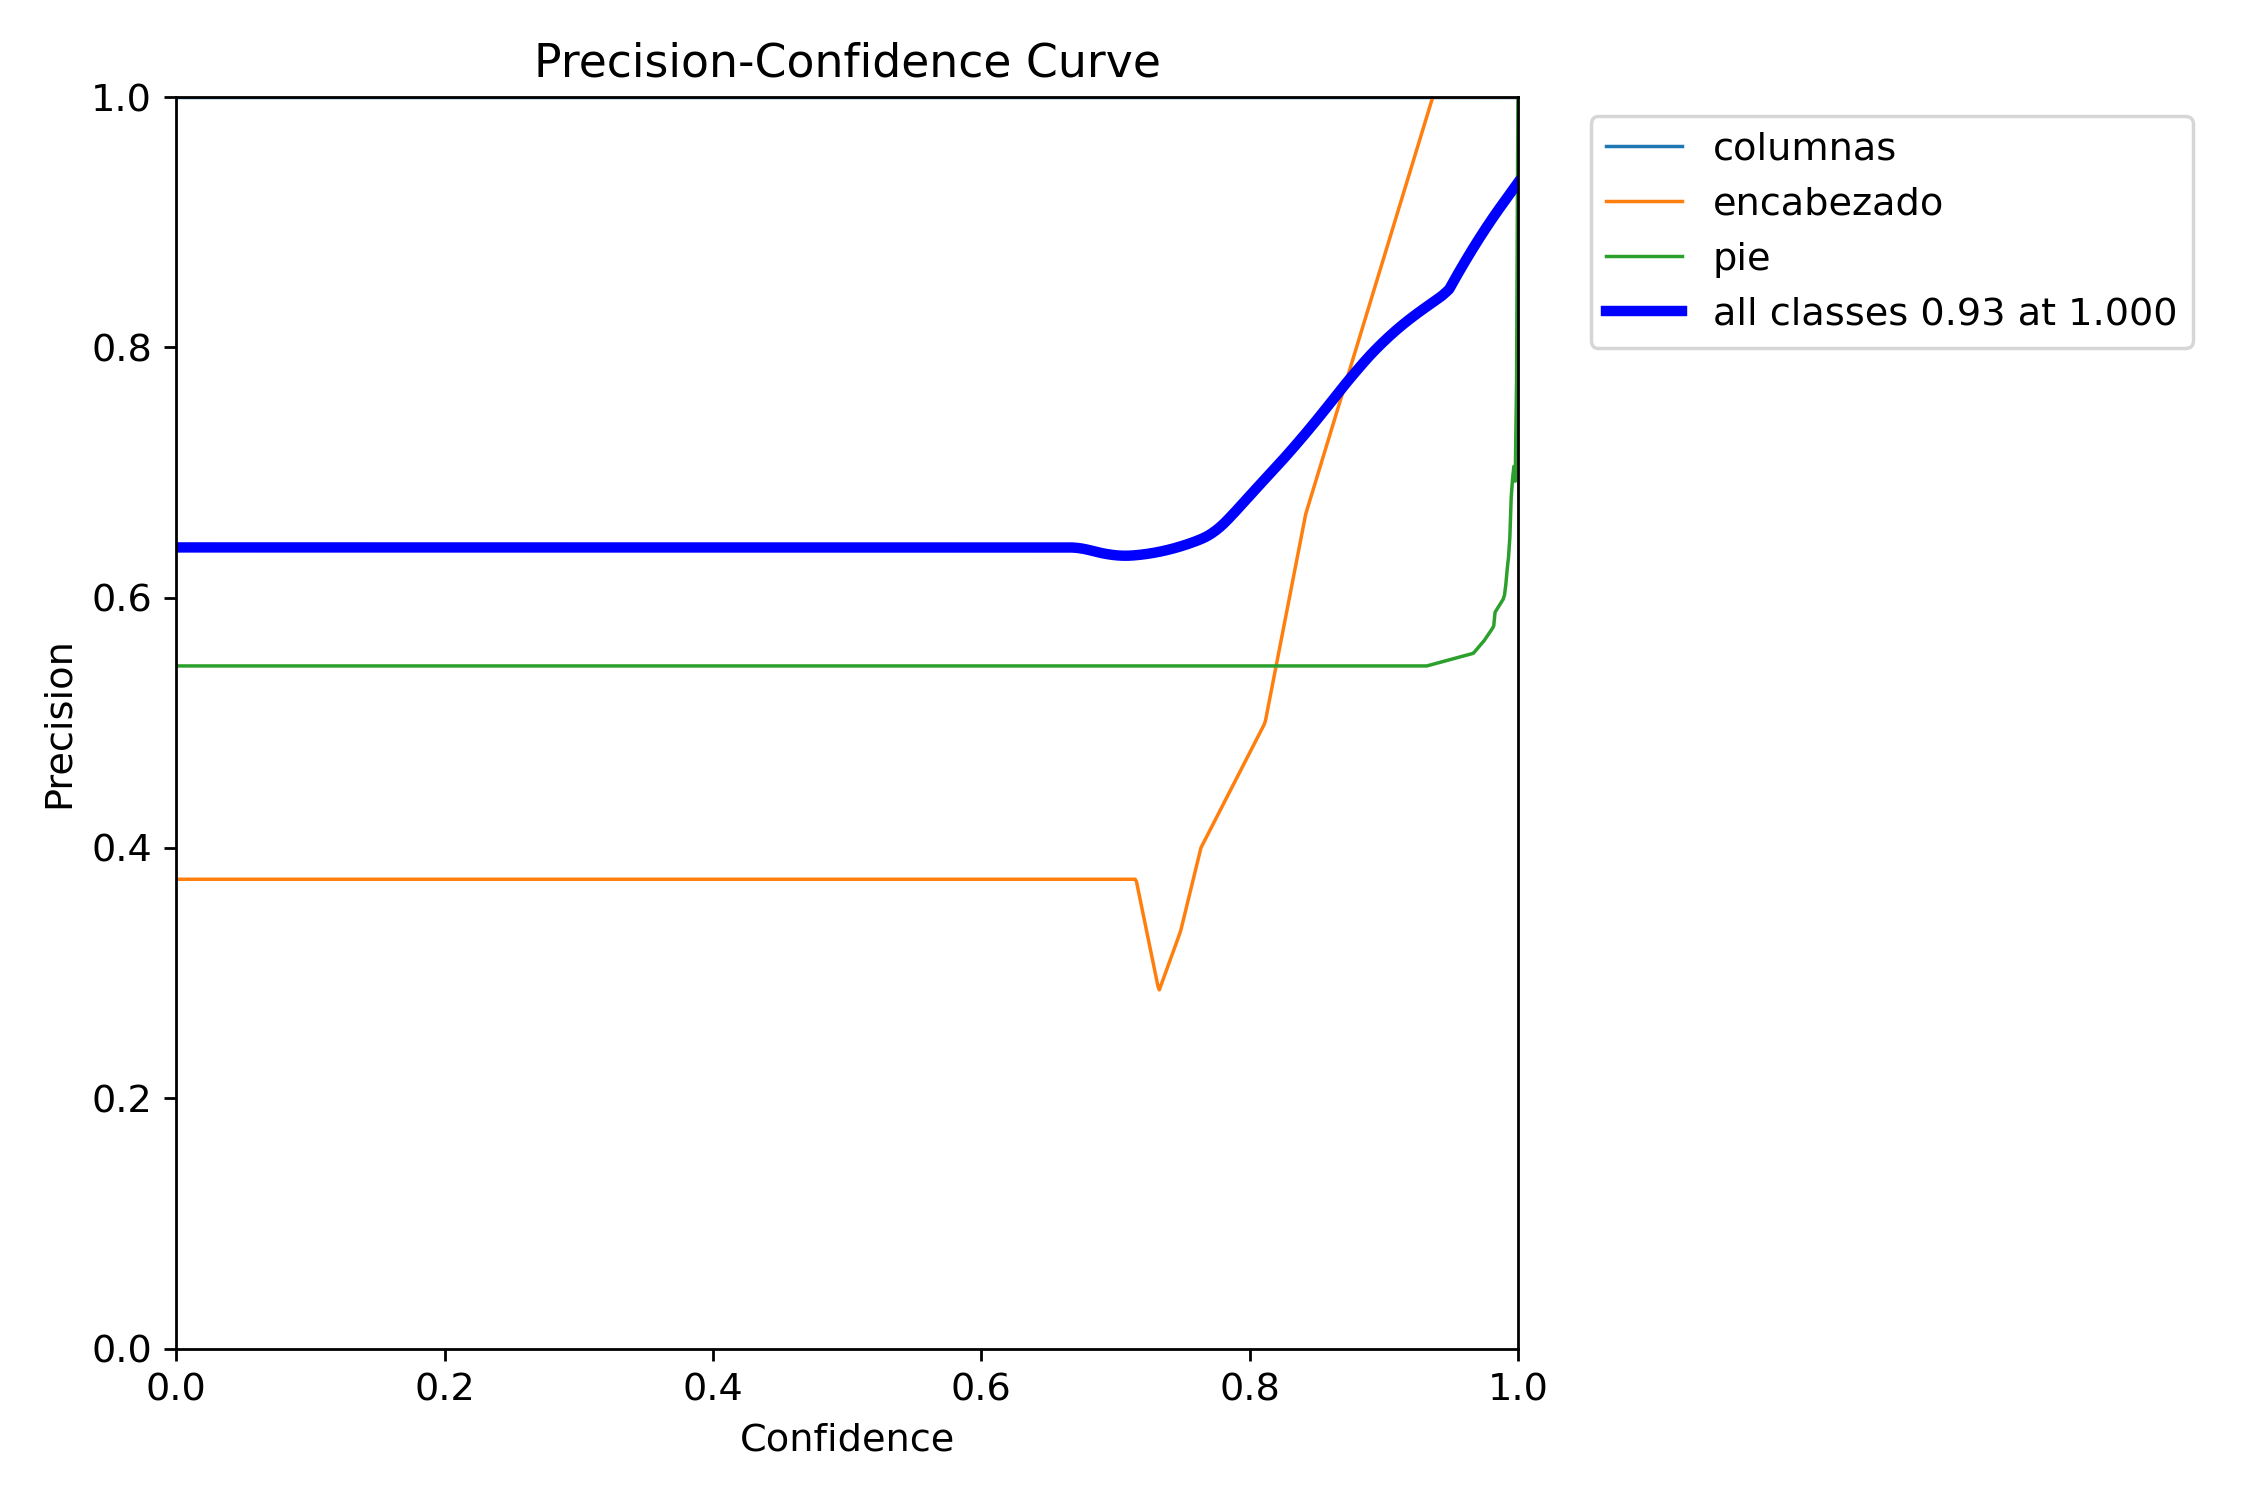 Precision-Confidence Curve
1.0
0.8
0.6
0.4
0.2
0.0
Precision
0.0 0.2 0.4 0.6 0.8 1.0
Confidence
columnas
encabezado
pie
all classes 0.93 at 1.000